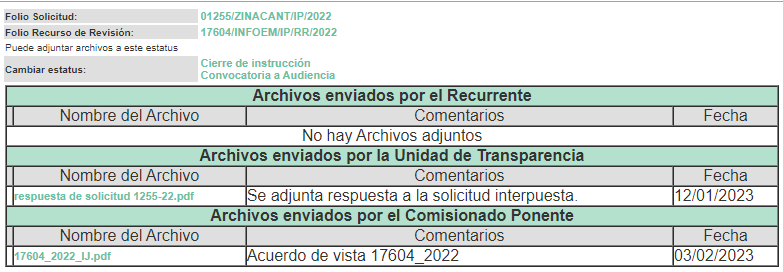 Folio Solicitud: 01255/ZINACANT/IP/2022
Folio Recurso de Revisión: 17604/INFOEM/IP/RR/2022
Puede adjuntar archivos a este estatus
Cambiar estatus: Cierre de instrucción
Convocatoria a Audiencia
Archivos enviados por el Recurrente
Nombre del Archivo Comentarios Fecha
No hay Archivos adjuntos
Archivos enviados por la Unidad de Transparencia
Nombre del Archivo Comentarios Fecha
respuesta de solicitud 1255-22.pdf Se adjunta respuesta a la solicitud interpuesta. 12/01/2023
Archivos enviados por el Comisionado Ponente
Nombre del Archivo Comentarios Fecha
17604_2022_IJ.pdf Acuerdo de vista 17604_2022 03/02/2023